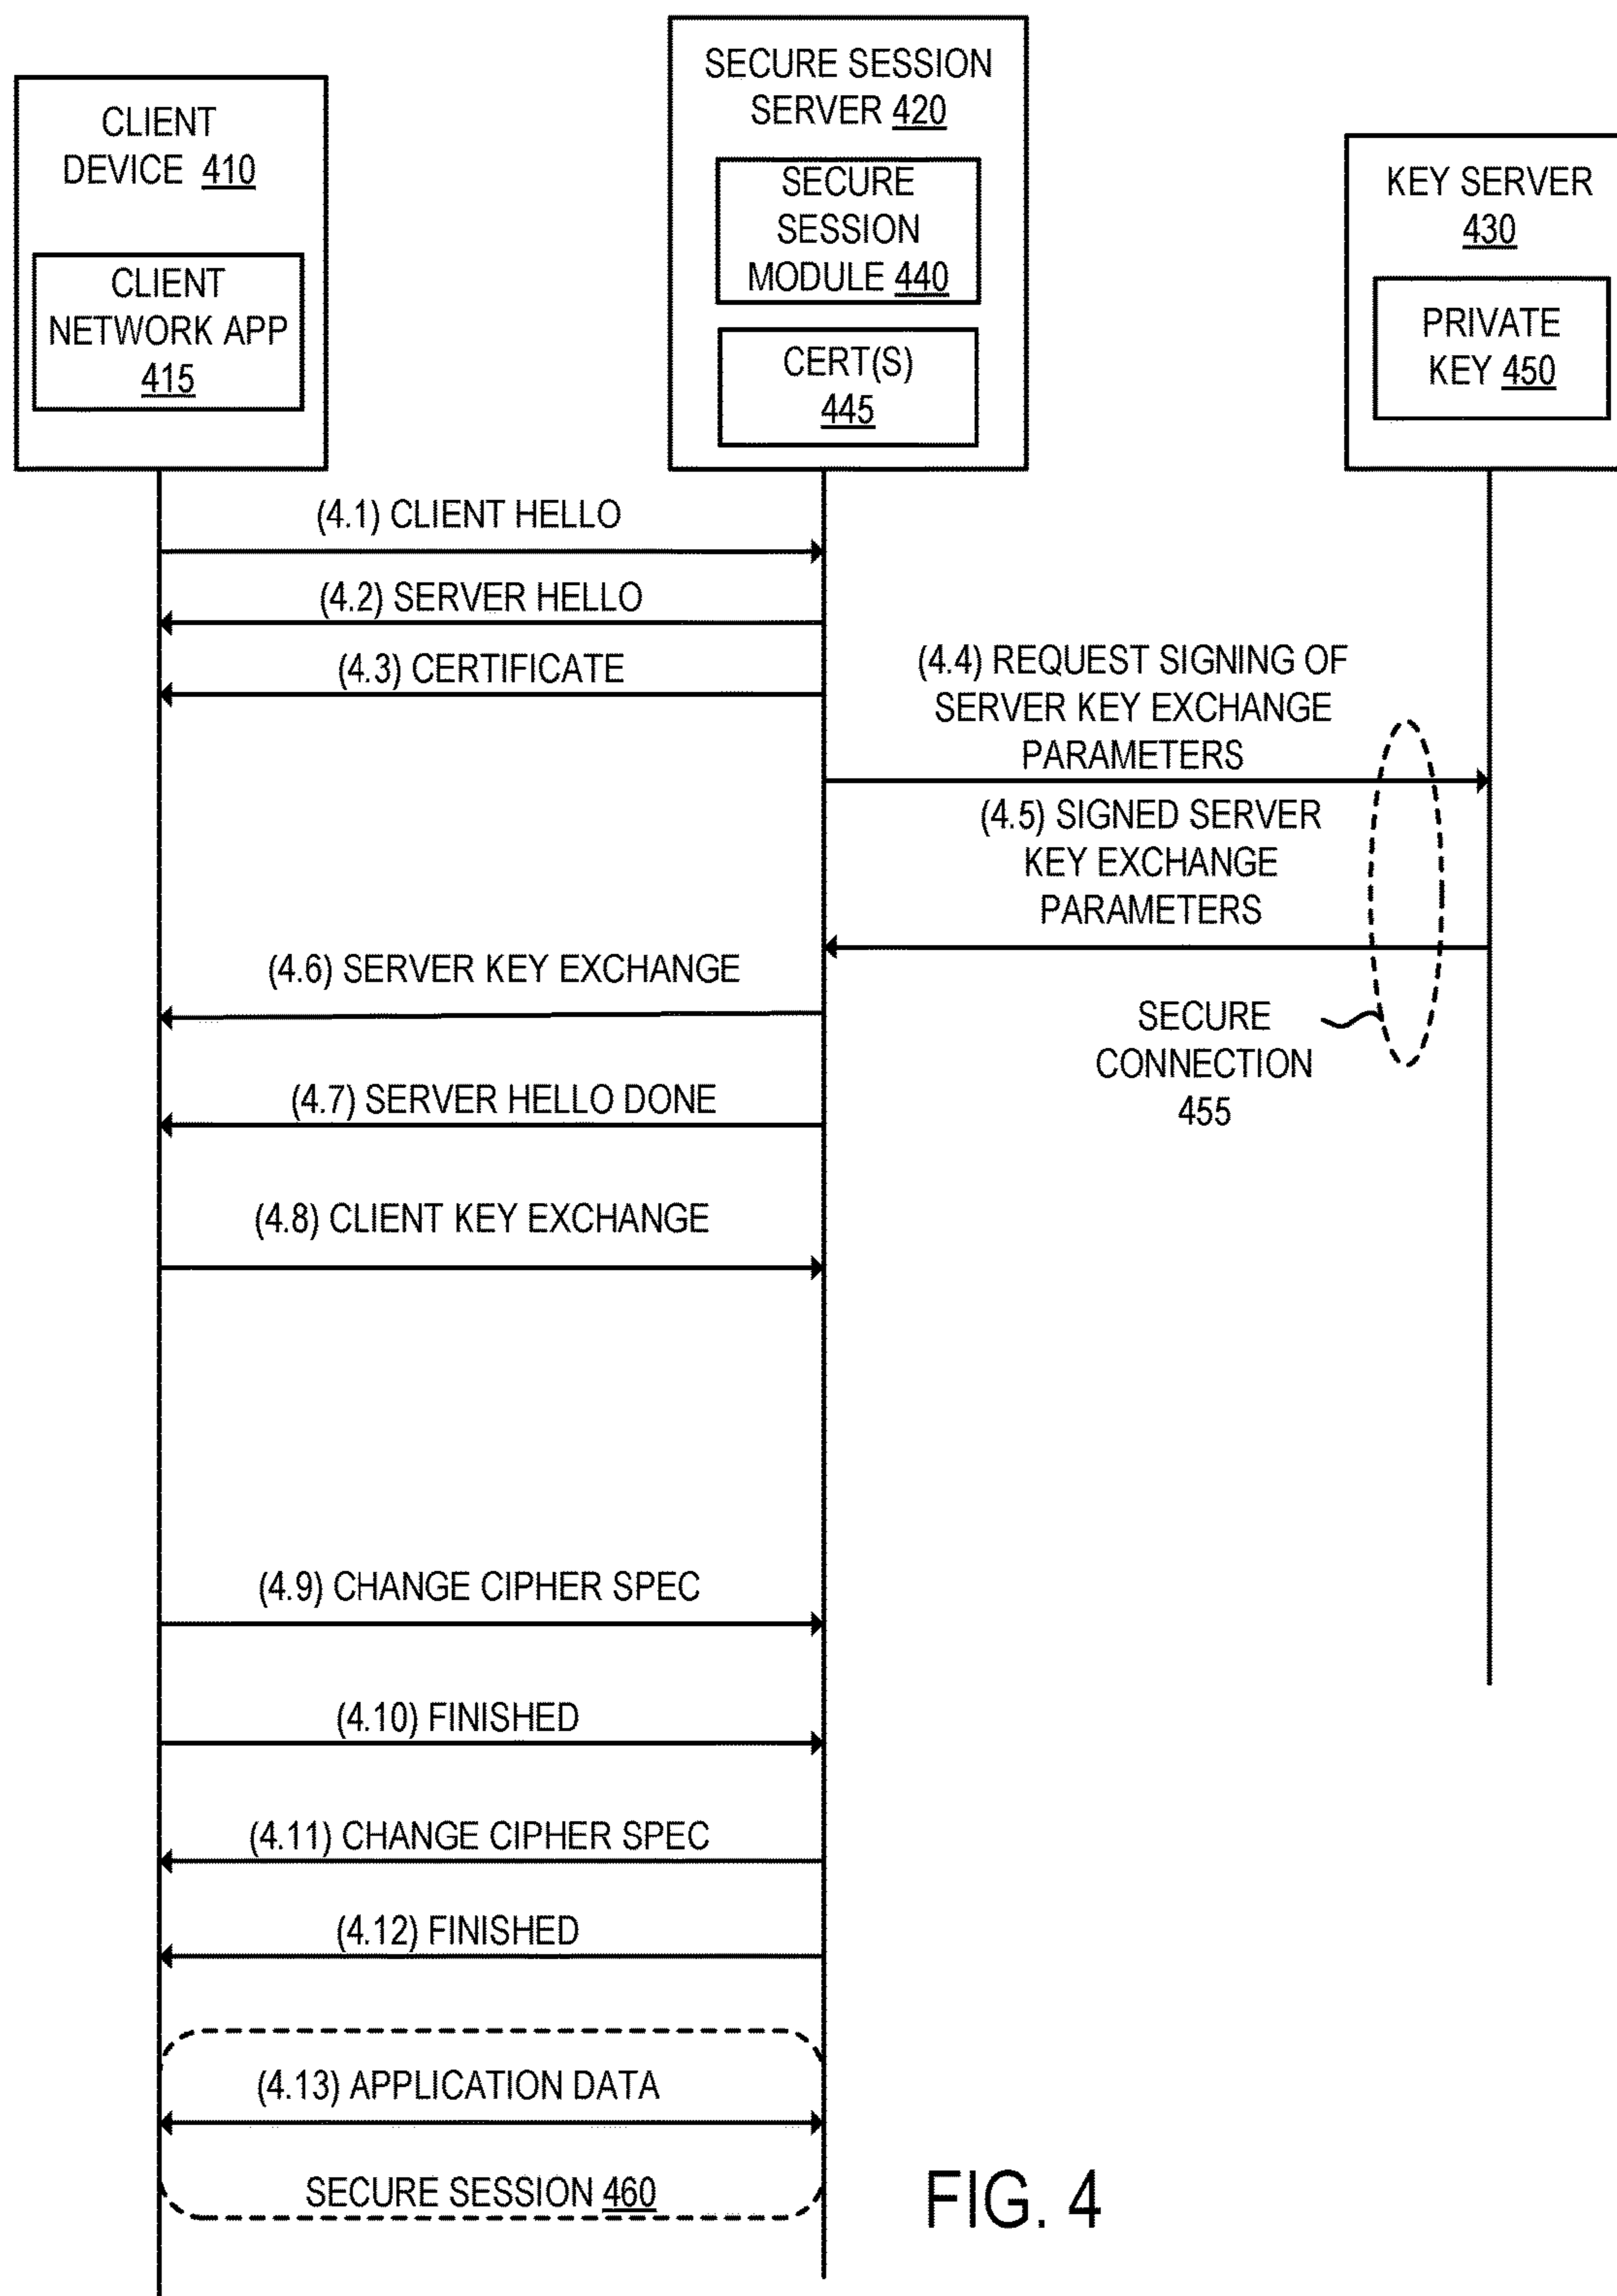 CLIENT
DEVICE 410
CLIENT
NETWORK APP
415
SECURE SESSION
SERVER 420
SECURE
SESSION
MODULE 440
CERT(S)
445
KEY SERVER
430
PRIVATE
KEY 450
(4.1) CLIENT HELLO
(4.2) SERVER HELLO
(4.3) CERTIFICATE
(4.4) REQUEST SIGNING OF
SERVER KEY EXCHANGE
PARAMETERS
(4.5) SIGNED SERVER
KEY EXCHANGE
PARAMETERS
(4.6) SERVER KEY EXCHANGE
SECURE
CONNECTION
455
(4.7) SERVER HELLO DONE
(4.8) CLIENT KEY EXCHANGE
(4.9) CHANGE CIPHER SPEC
(4.10) FINISHED
(4.11) CHANGE CIPHER SPEC
(4.12) FINISHED
(4.13) APPLICATION DATA
SECURE SESSION 460
FIG. 4